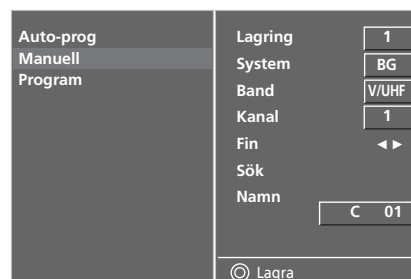 Auto-prog
Manuell
Program
Lagring 1
System BG
Band V/UHF
Kanal 1
Fin ◄ ►
Sök
Namn
C 01
Lagra